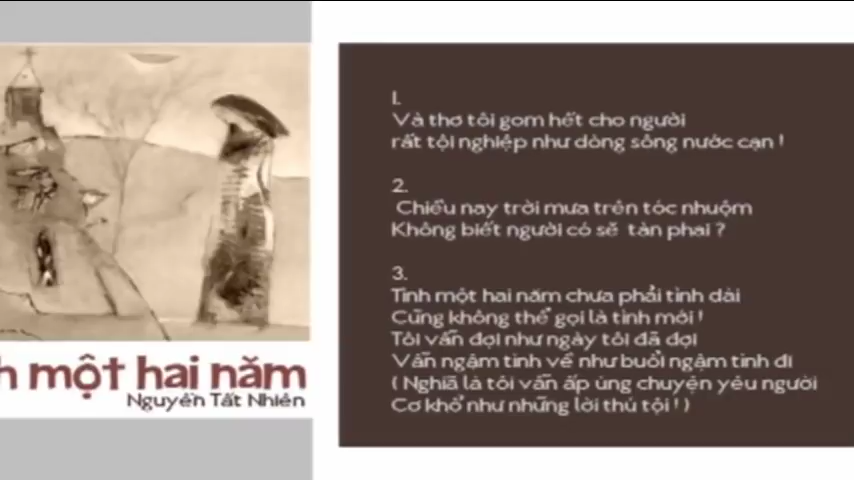 h một hai năm
Nguyễn Tất Nhiên
1.
Và thơ tôi gom hết cho người
rất tội nghiệp như dòng sông nước cạn !
2.
Chiều nay trời mưa trên tóc nhuộm
Không biết người có sẽ tàn phai ?
3.
Tình một hai năm chưa phải tình dài
Cũng không thể gọi là tình mới !
Tôi vẫn đợi như ngày tôi đã đợi
Vẫn ngậm tình về như buổi ngậm tình đi
( Nghĩa là tôi vẫn ấp úng chuyện yêu người
Cơ khổ như những lời thú tội ! )